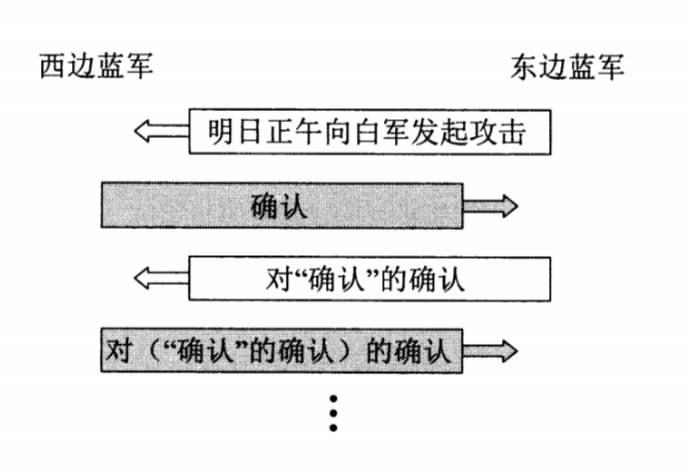 西边蓝军 东边蓝军
明日正午向白军发起攻击
确认
对“确认”的确认
对（“确认”的确认）的确认